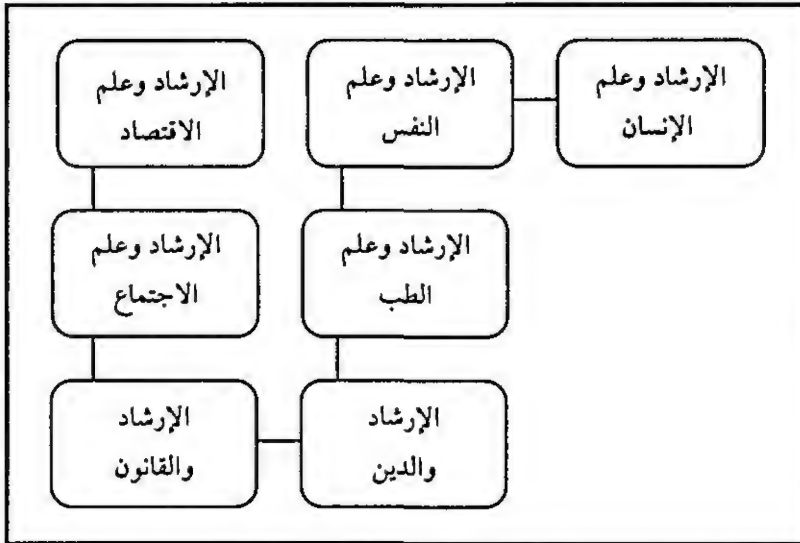 الإرشاد وعلم
الإنسان
الإرشاد وعلم
النفس
الإرشاد وعلم
الاقتصاد
الإرشاد وعلم
الطب
الإرشاد وعلم
الاجتماع
الإرشاد
والدين
الإرشاد
والقانون